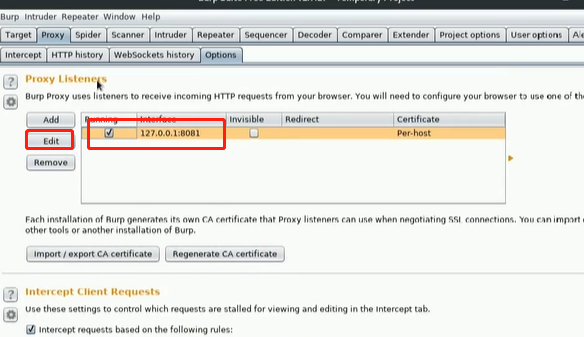 Burp Intruder Repeater Window Help
Target Proxy Spider Scanner Intruder Repeater Sequencer Decoder Comparer Extender Project options User options
Intercept HTTP history WebSockets history Options
? Proxy Listeners
Burp Proxy uses listeners to receive incoming HTTP requests from your browser. You will need to configure your browser to use one of the
Add Running Interface Invisible Redirect Certificate
Edit 127.0.0.1:8081 Per-host
Remove
Each installation of Burp generates its own CA certificate that Proxy listeners can use when negotiating SSL connections. You can import
other tools or another installation of Burp.
Import / export CA certificate Regenerate CA certificate
? Intercept Client Requests
Use these settings to control which requests are stalled for viewing and editing in the Intercept tab.
Intercept requests based on the following rules: